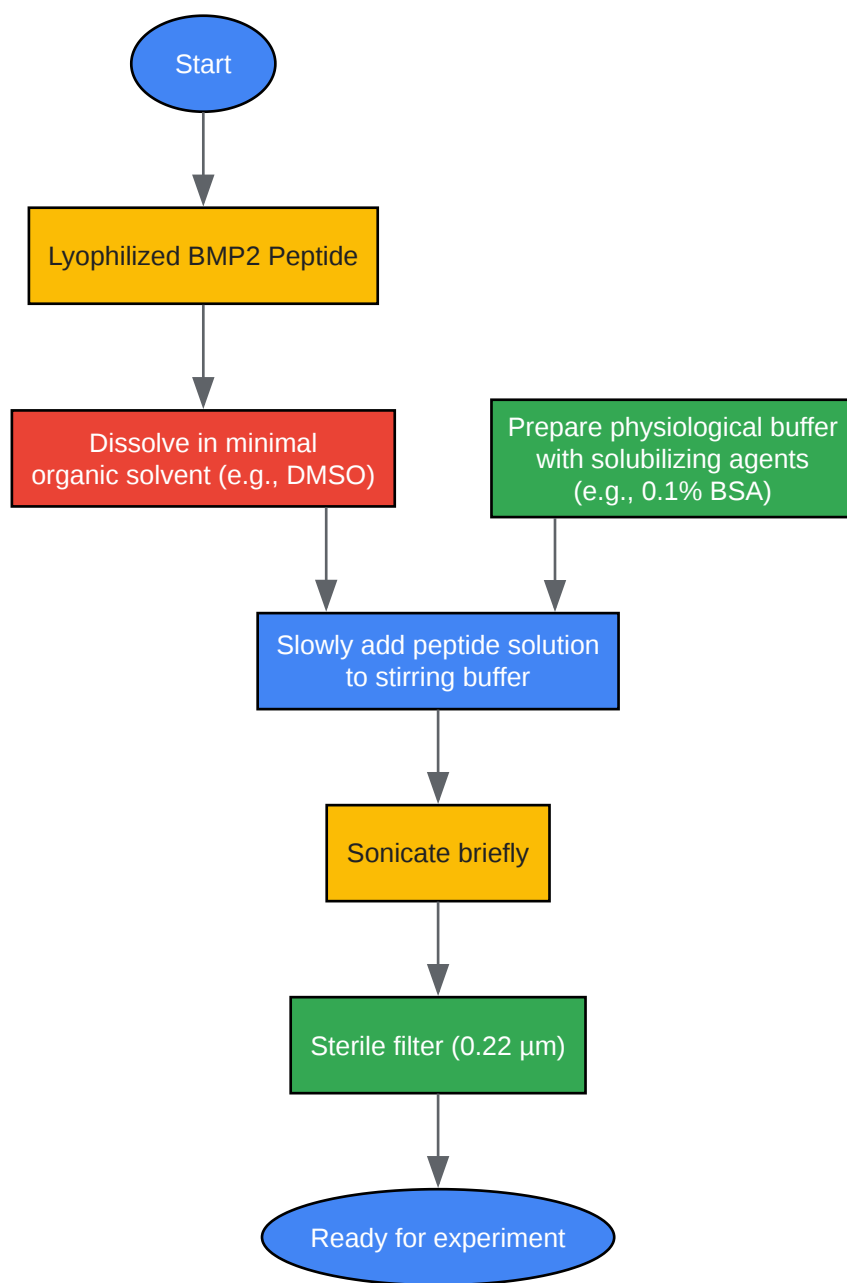 Start
Lyophilized BMP2 Peptide
Dissolve in minimal
organic solvent (e.g., DMSO)
Prepare physiological buffer
with solubilizing agents
(e.g., 0.1% BSA)
Slowly add peptide solution
to stirring buffer
Sonicate briefly
Sterile filter (0.22 µm)
Ready for experiment